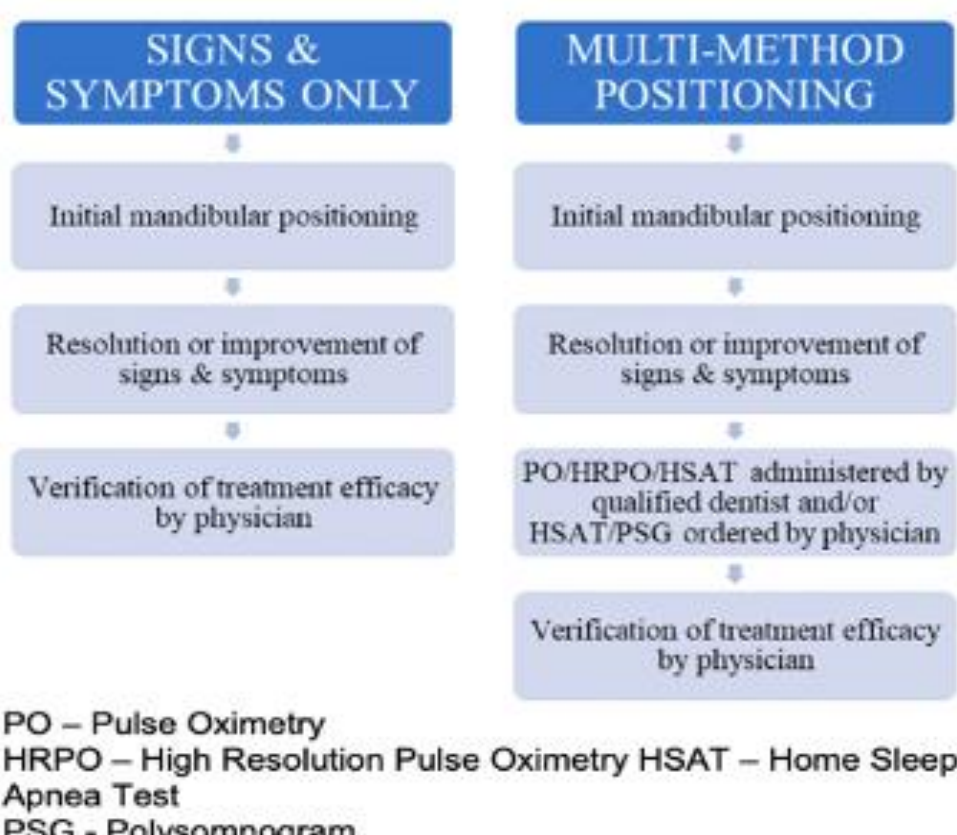 SIGNS &
SYMPTOMS ONLY
Initial mandibular positioning
Resolution or improvement of
signs & symptoms
Verification of treatment efficacy
by physician
MULTI-METHOD
POSITIONING
Initial mandibular positioning
Resolution or improvement of
signs & symptoms
PO/HRPO/HSAT administered by
qualified dentist and/or
HSAT/PSG ordered by physician
Verification of treatment efficacy
by physician
PO – Pulse Oximetry
HRPO – High Resolution Pulse Oximetry HSAT – Home Sleep
Apnea Test
PSG - Polysomnogram